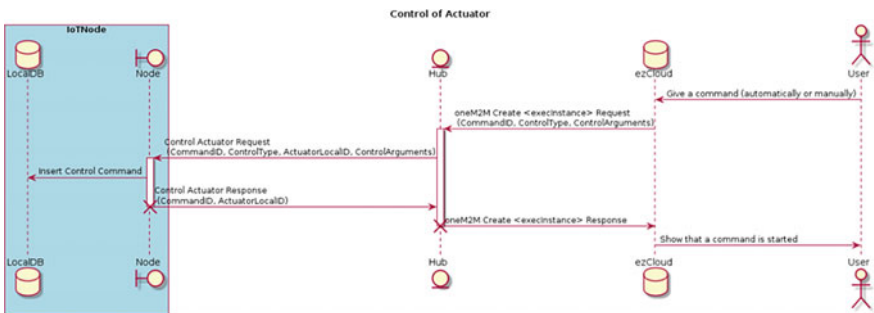 Control of Actuator
IoTNode
LocalDB
Node
Hub
ezCloud
User
Give a command (automatically or manually)
oneM2M Create <execInstance> Request
(CommandID, ControlType, ControlArguments)
Control Actuator Request
(CommandID, ControlType, ActuatorLocalID, ControlArguments)
Insert Control Command
Control Actuator Response
(CommandID, ActuatorLocalID)
oneM2M Create <execInstance> Response
Show that a command is started
LocalDB
Node
Hub
ezCloud
User